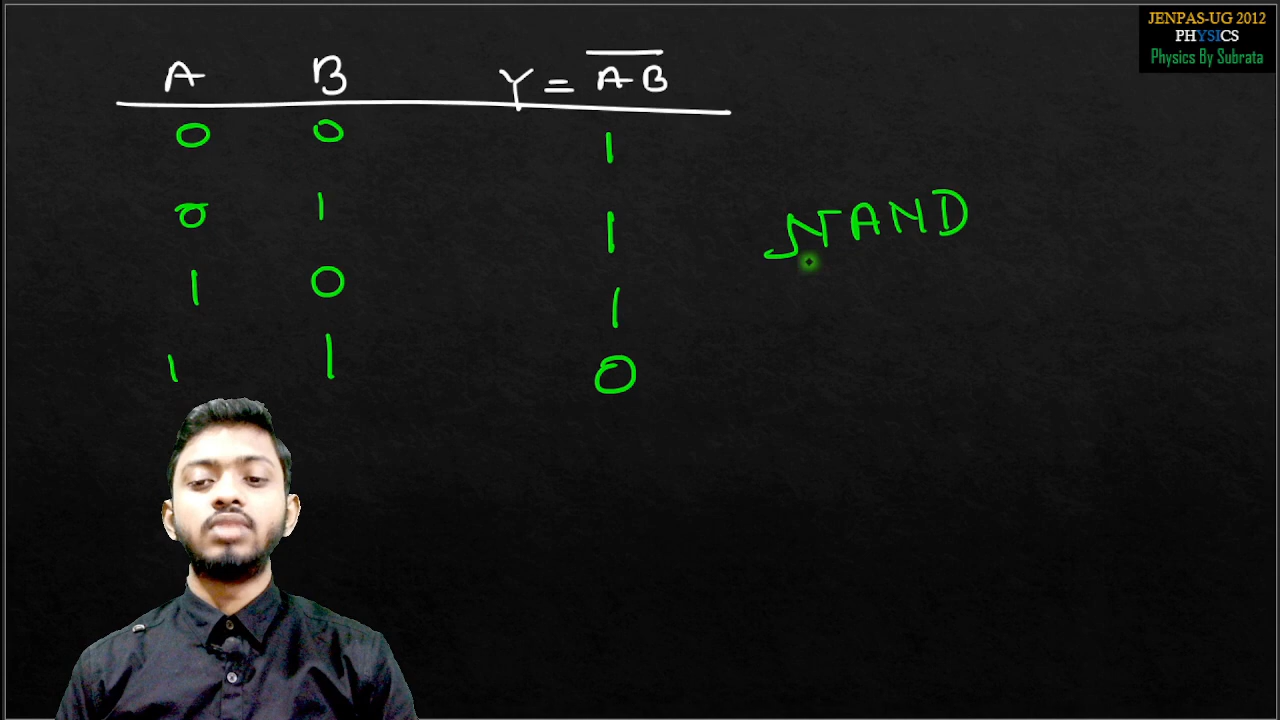 JENPAS-UG 2012
PHYSICS
Physics By Subrata
A B Y = \overline{AB}
0 0 1
0 1 1
1 0 1
1 1 0
NAND